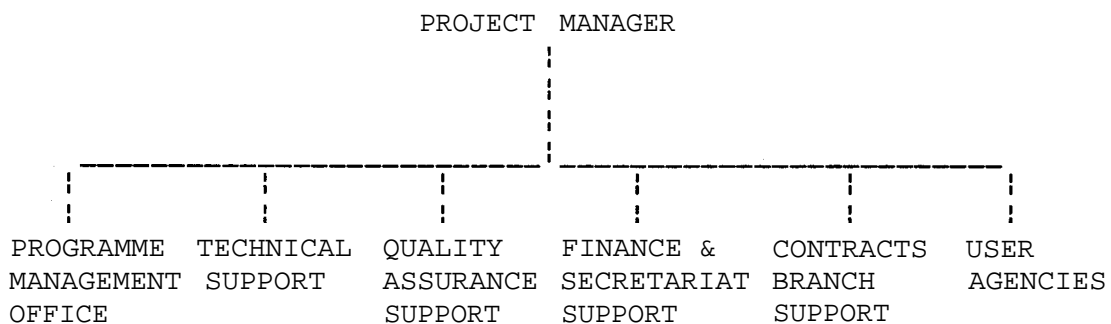 PROJECT MANAGER
PROGRAMME MANAGEMENT OFFICE
TECHNICAL SUPPORT
QUALITY ASSURANCE SUPPORT
FINANCE & SECRETARIAT SUPPORT
CONTRACTS BRANCH SUPPORT
USER AGENCIES